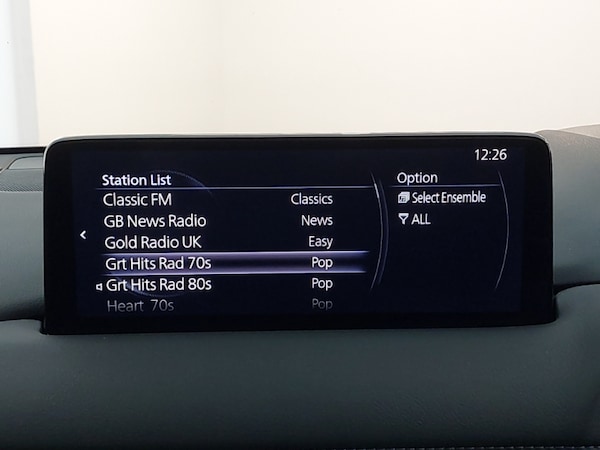 12:26
Station List
Classic FM Classics
GB News Radio News
Gold Radio UK Easy
Grt Hits Rad 70s Pop
Grt Hits Rad 80s Pop
Heart 70s Pop
Option
Select Ensemble
ALL